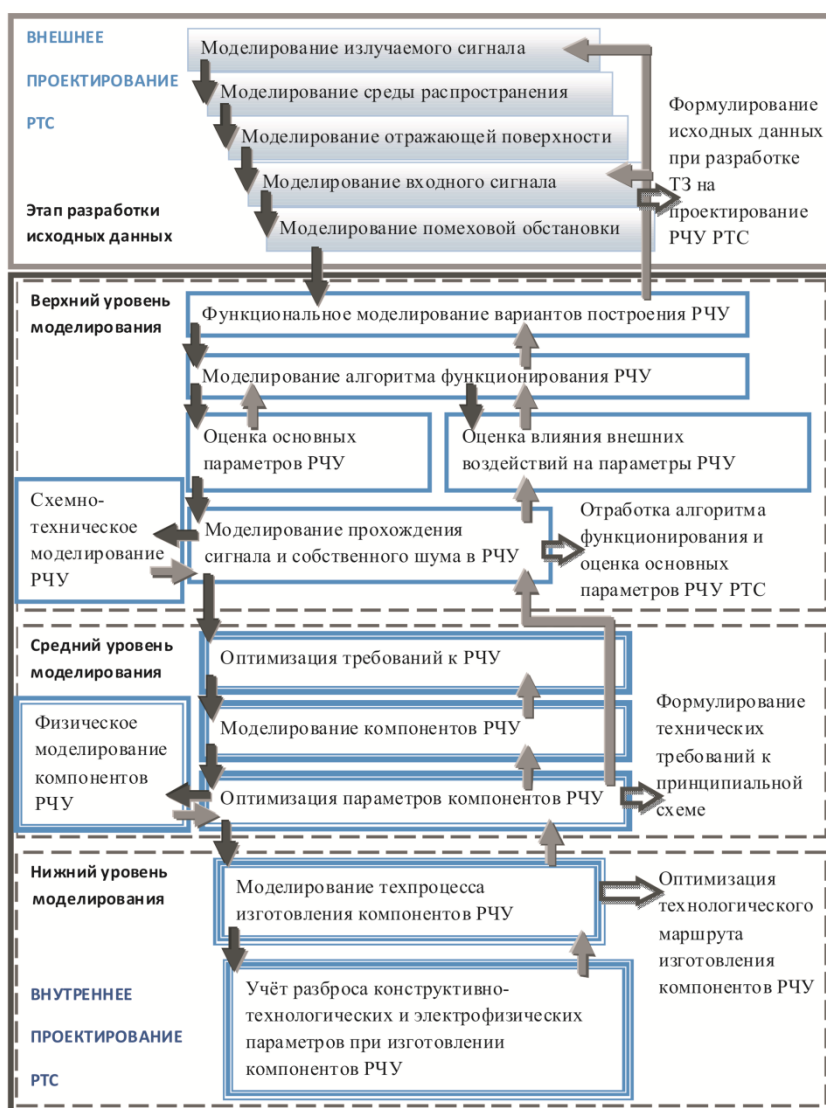 ВНЕШНЕЕ
ПРОЕКТИРОВАНИЕ
РТС
Этап разработки
исходных данных
Моделирование излучаемого сигнала
Моделирование среды распространения
Моделирование отражающей поверхности
Моделирование входного сигнала
Моделирование помеховой обстановки
Формулирование
исходных данных
при разработке
ТЗ на
проектирование
РЧУ РТС
Верхний уровень
моделирования
Функциональное моделирование вариантов построения РЧУ
Моделирование алгоритма функционирования РЧУ
Оценка основных
параметров РЧУ
Оценка влияния внешних
воздействий на параметры РЧУ
Схемно-
техническое
моделирование
РЧУ
Моделирование прохождения
сигнала и собственного шума в РЧУ
Отработка алгоритма
функционирования и
оценка основных
параметров РЧУ РТС
Средний уровень
моделирования
Оптимизация требований к РЧУ
Физическое
моделирование
компонентов
РЧУ
Моделирование компонентов РЧУ
Оптимизация параметров компонентов РЧУ
Формулирование
технических
требований к
принципиальной
схеме
Нижний уровень
моделирования
Моделирование техпроцесса
изготовления компонентов РЧУ
Оптимизация
технологического
маршрута
изготовления
компонентов РЧУ
Учёт разброса конструктивно-
технологических и электрофизических
параметров при изготовлении
компонентов РЧУ
ВНУТРЕННЕЕ
ПРОЕКТИРОВАНИЕ
РТС